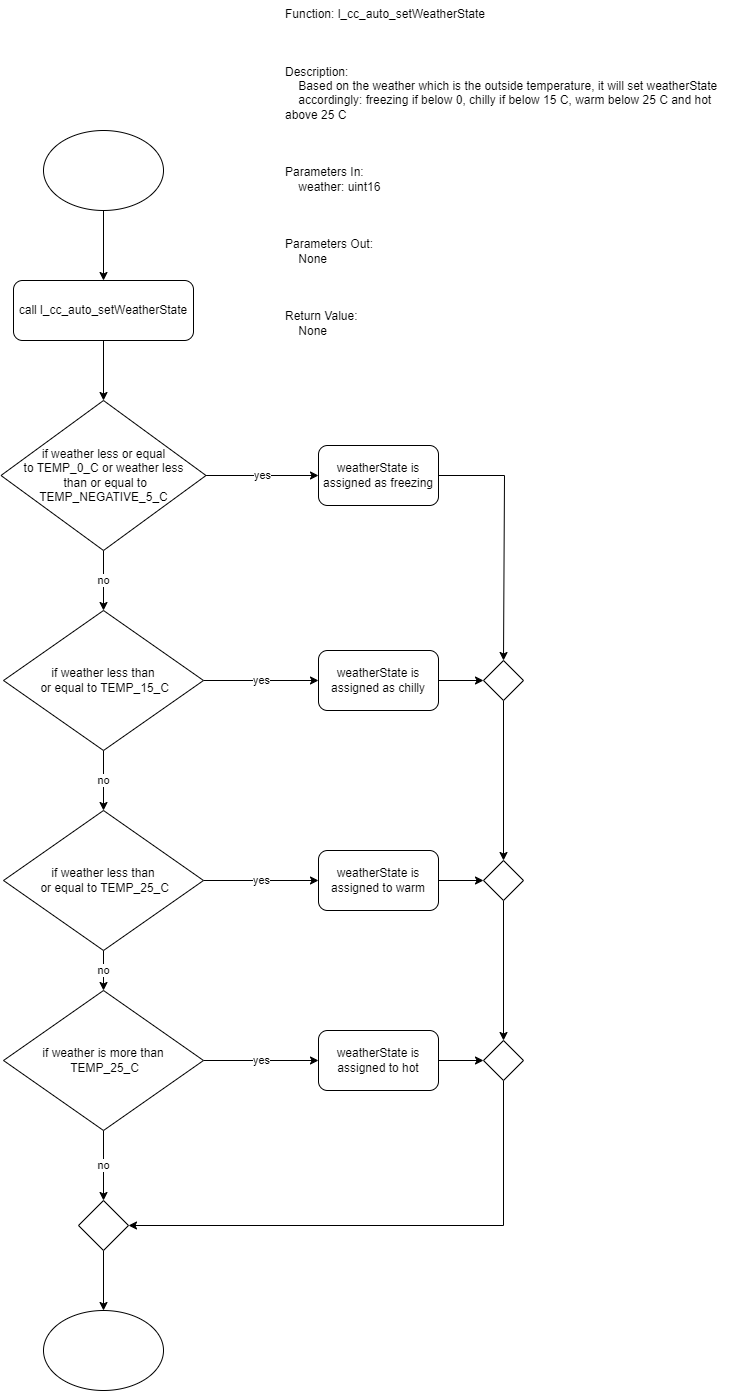 Function: l_cc_auto_setWeatherState
Description:
Based on the weather which is the outside temperature, it will set weatherState
accordingly: freezing if below 0, chilly if below 15 C, warm below 25 C and hot
above 25 C
Parameters In:
weather: uint16
Parameters Out:
None
Return Value:
None
call l_cc_auto_setWeatherState
if weather less or equal
to TEMP_0_C or weather less
than or equal to
TEMP_NEGATIVE_5_C
yes
weatherState is
assigned as freezing
no
if weather less than
or equal to TEMP_15_C
yes
weatherState is
assigned as chilly
no
if weather less than
or equal to TEMP_25_C
yes
weatherState is
assigned to warm
no
if weather is more than
TEMP_25_C
yes
weatherState is
assigned to hot
no